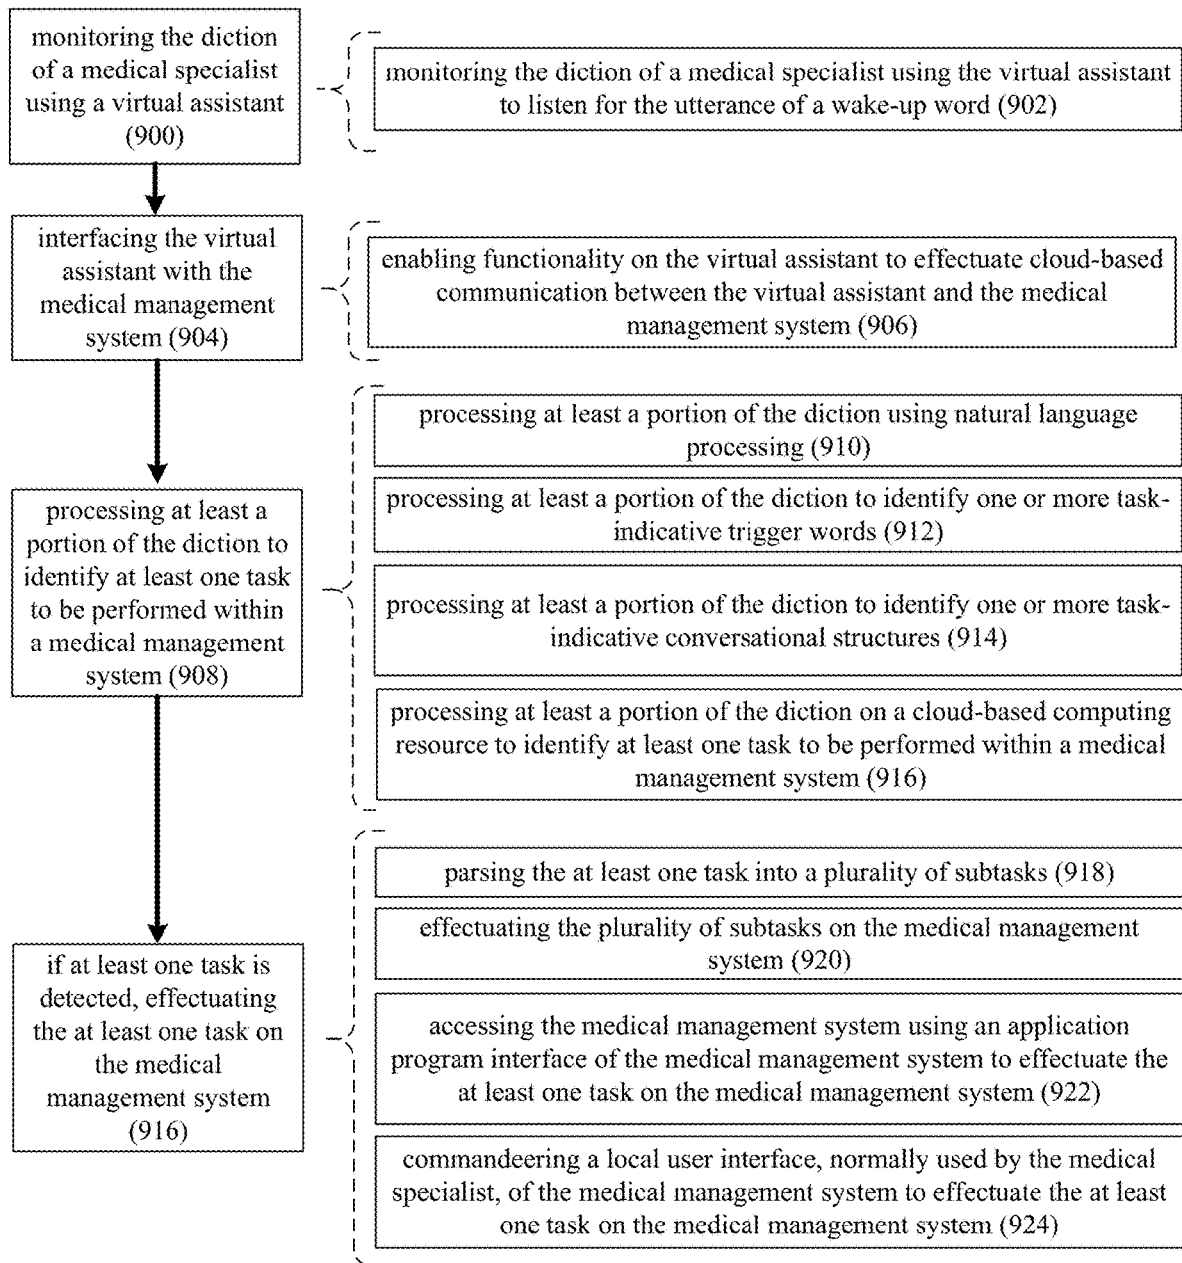 monitoring the diction
of a medical specialist
using a virtual assistant
(900)
monitoring the diction of a medical specialist using the virtual assistant
to listen for the utterance of a wake-up word (902)
interfacing the virtual
assistant with the
medical management
system (904)
enabling functionality on the virtual assistant to effectuate cloud-based
communication between the virtual assistant and the medical
management system (906)
processing at least a
portion of the diction to
identify at least one task
to be performed within
a medical management
system (908)
processing at least a portion of the diction using natural language
processing (910)
processing at least a portion of the diction to identify one or more task-
indicative trigger words (912)
processing at least a portion of the diction to identify one or more task-
indicative conversational structures (914)
processing at least a portion of the diction on a cloud-based computing
resource to identify at least one task to be performed within a medical
management system (916)
if at least one task is
detected, effectuating
the at least one task on
the medical
management system
(916)
parsing the at least one task into a plurality of subtasks (918)
effectuating the plurality of subtasks on the medical management
system (920)
accessing the medical management system using an application
program interface of the medical management system to effectuate the
at least one task on the medical management system (922)
commandeering a local user interface, normally used by the medical
specialist, of the medical management system to effectuate the at least
one task on the medical management system (924)